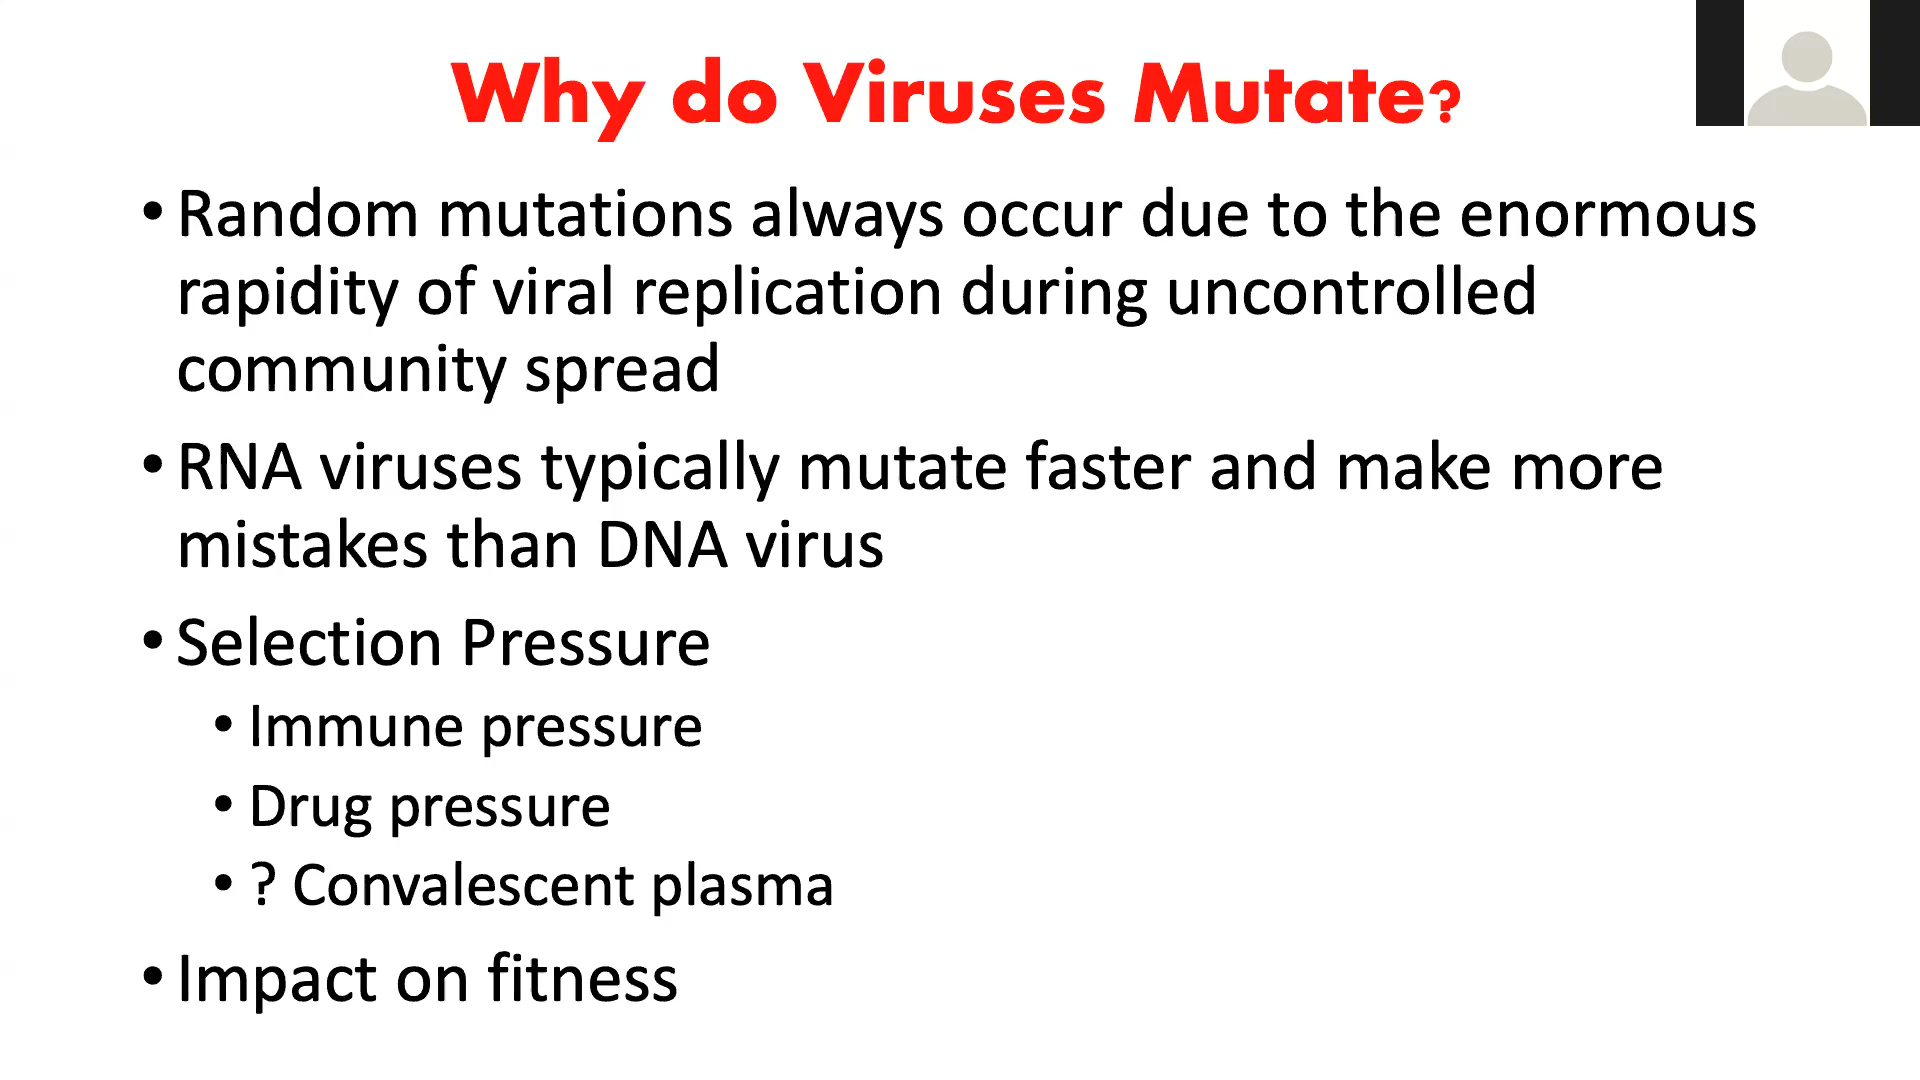 Why do Viruses Mutate?
• Random mutations always occur due to the enormous
rapidity of viral replication during uncontrolled
community spread
• RNA viruses typically mutate faster and make more
mistakes than DNA virus
• Selection Pressure
• Immune pressure
• Drug pressure
• ? Convalescent plasma
• Impact on fitness